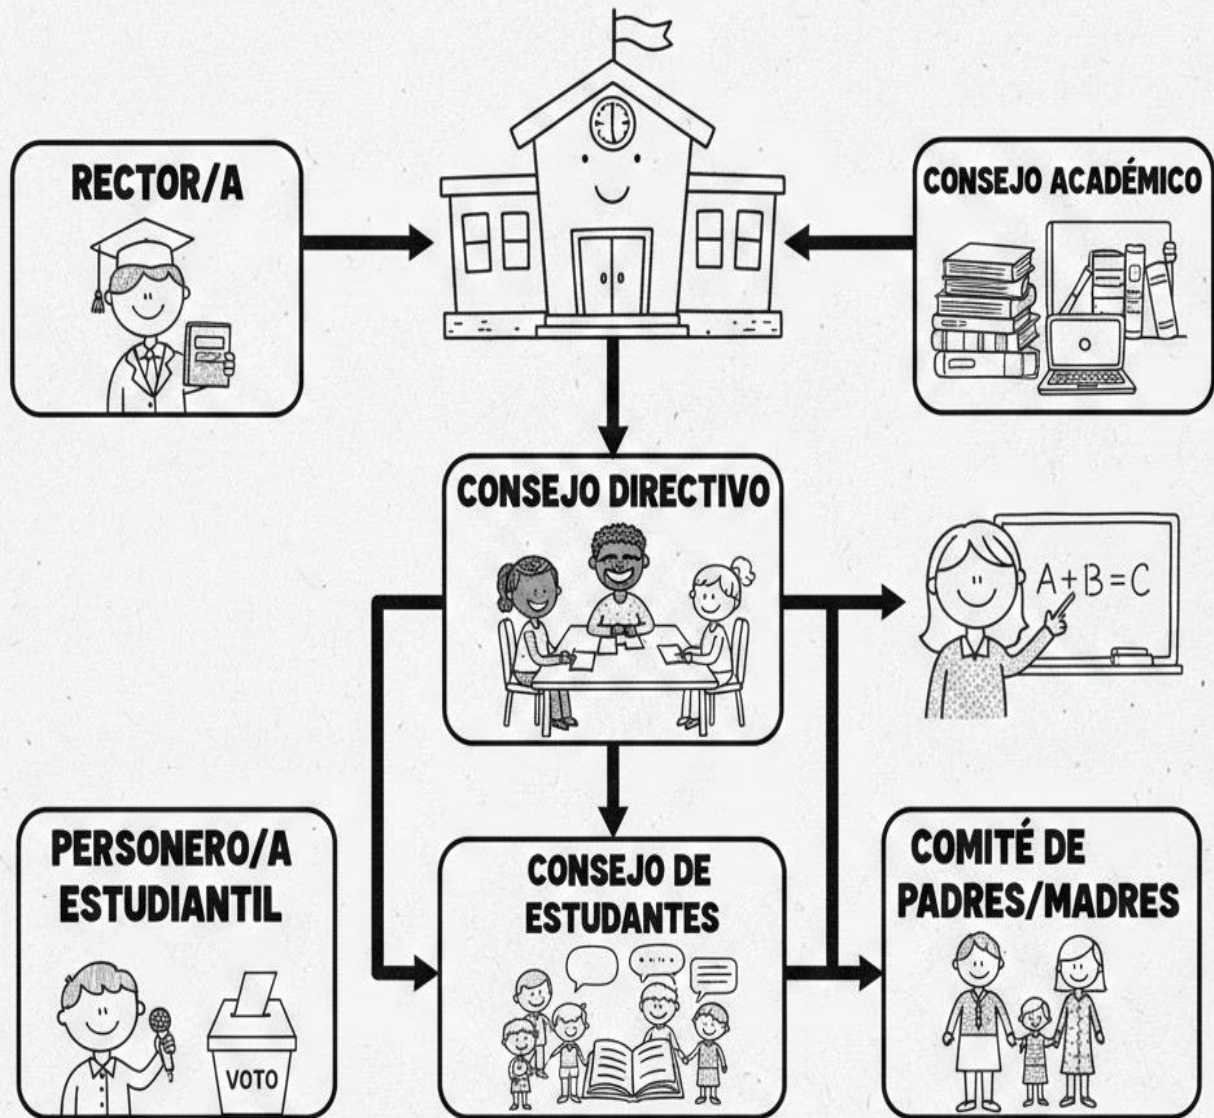 RECTOR/A
CONSEJO ACADÉMICO
CONSEJO DIRECTIVO
A+B=C
PERSONERO/A
ESTUDIANTIL
VOTO
CONSEJO DE
ESTUDANTES
COMITÉ DE
PADRES/MADRES